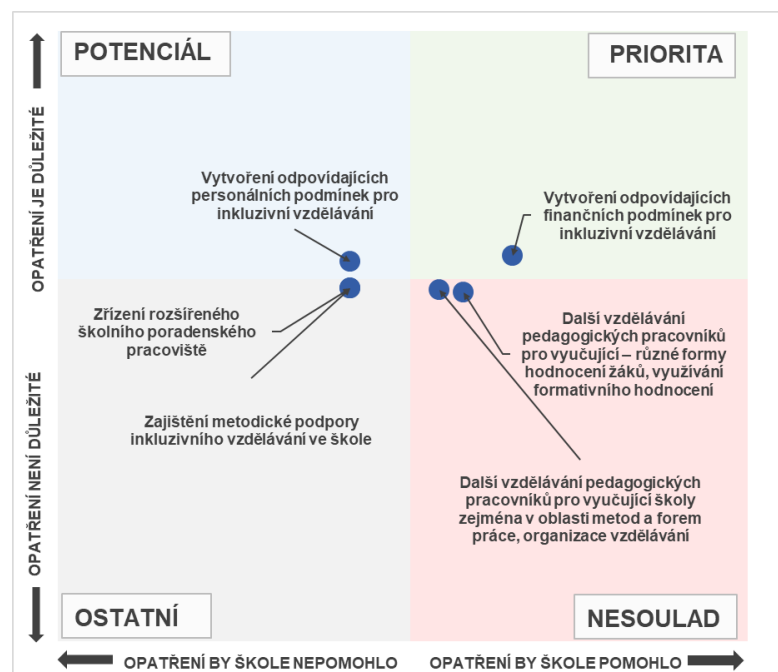 POTENCIÁL
PRIORITA
OPATŘENÍ JE DŮLEŽITÉ
Vytvoření odpovídajících
personálních podmínek pro
inkluzivní vzdělávání
Vytvoření odpovídajících
finančních podmínek pro
inkluzivní vzdělávání
Zřízení rozšířeného
školního poradenského
pracoviště
Další vzdělávání
pedagogických pracovníků
pro vyučující – různé formy
hodnocení žáků, využívání
formativního hodnocení
Zajištění metodické podpory
inkluzivního vzdělávání ve škole
OPATŘENÍ NENÍ DŮLEŽITÉ
Další vzdělávání pedagogických
pracovníků pro vyučující školy
zejména v oblasti metod a forem
práce, organizace vzdělávání
OSTATNÍ
NESOULAD
OPATŘENÍ BY ŠKOLE NEPOMOHLO
OPATŘENÍ BY ŠKOLE POMOHLO